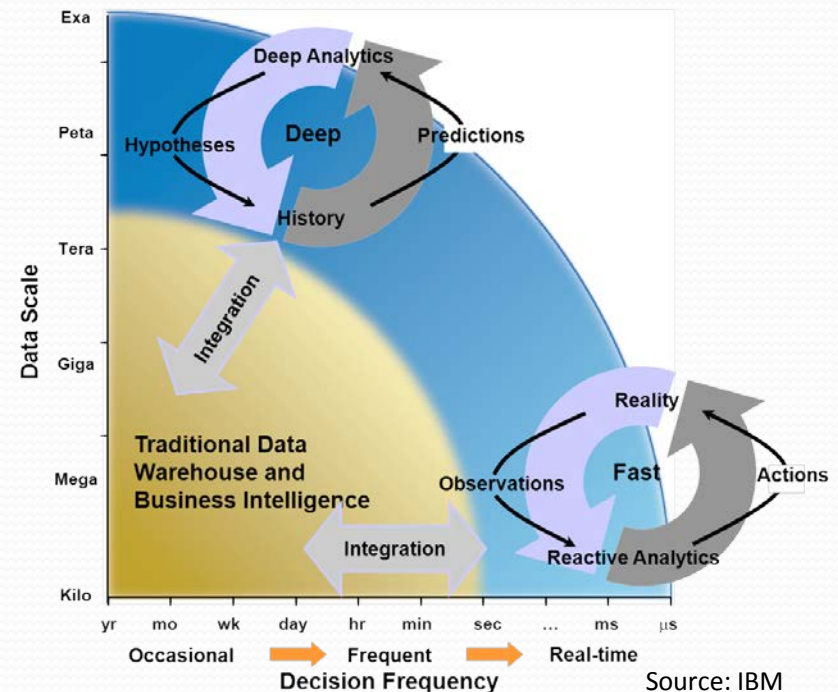 Exa
Peta
Tera
Giga
Mega
Kilo
Data Scale
Deep Analytics
Hypotheses
Deep
Predictions
History
Integration
Traditional Data
Warehouse and
Business Intelligence
Integration
Reality
Observations
Fast
Actions
Reactive Analytics
yr mo wk day hr min sec ... ms µs
Occasional Frequent Real-time
Decision Frequency
Source: IBM